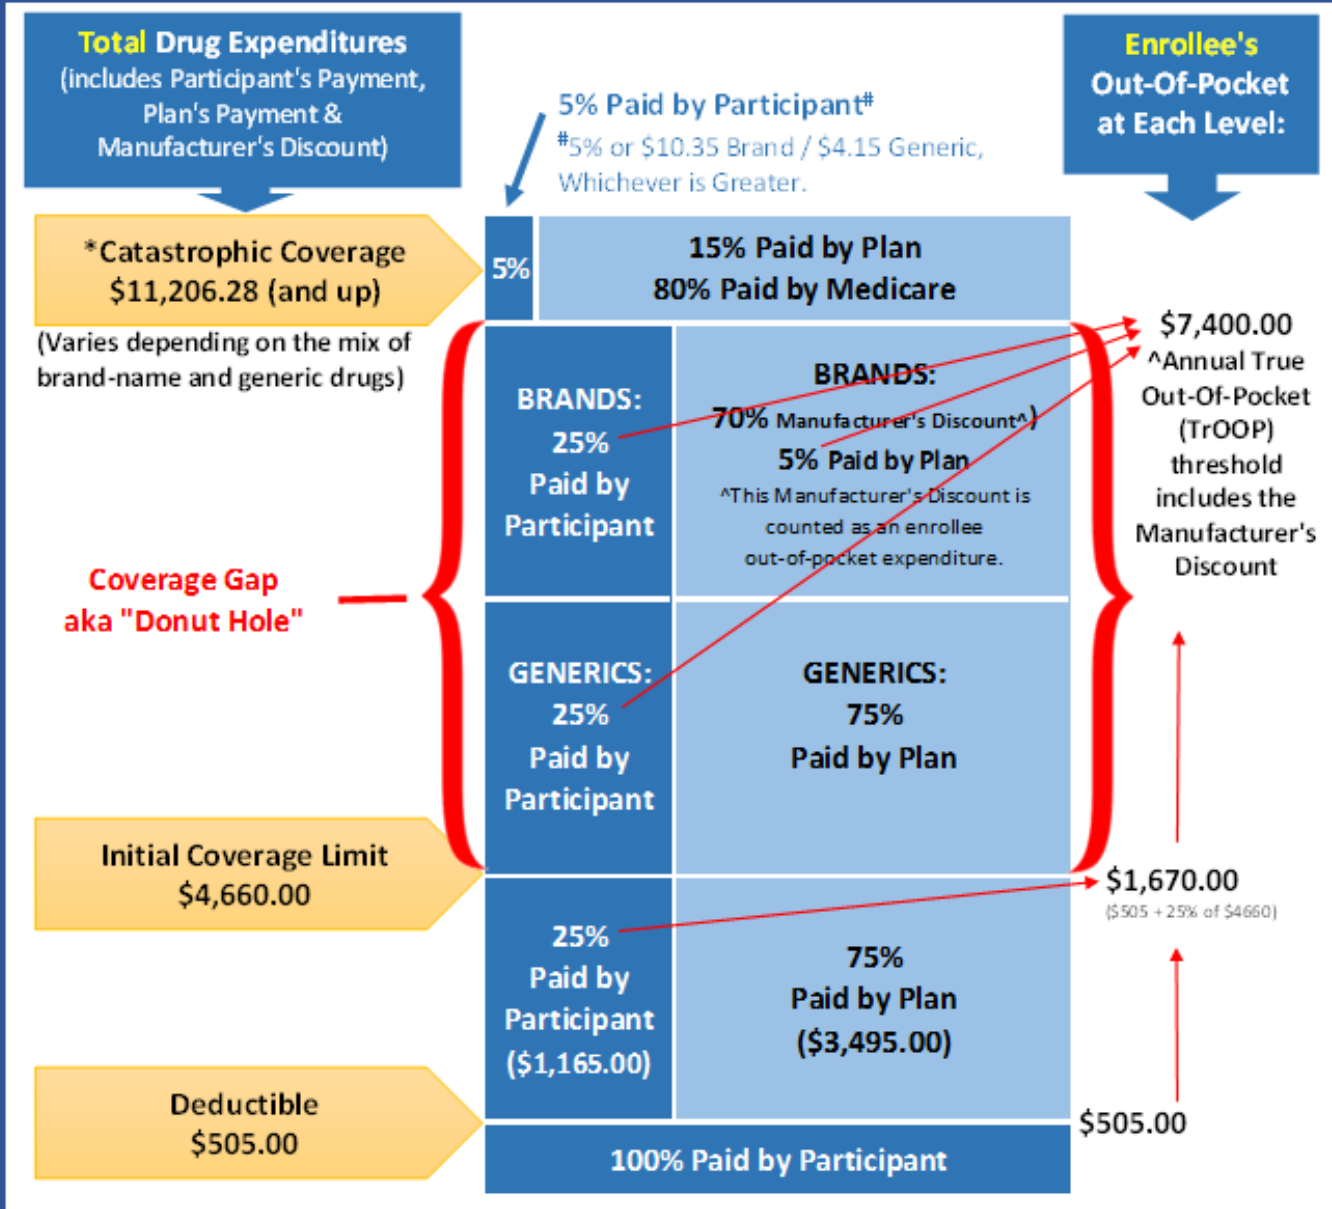 Total Drug Expenditures
(includes Participant's Payment,
Plan's Payment &
Manufacturer's Discount)
5% Paid by Participant#
#5% or $10.35 Brand / $4.15 Generic,
Whichever is Greater.
Enrollee's
Out-Of-Pocket
at Each Level:
*Catastrophic Coverage
$11,206.28 (and up)
(Varies depending on the mix of
brand-name and generic drugs)
5%
15% Paid by Plan
80% Paid by Medicare
BRANDS:
25%
Paid by
Participant
BRANDS:
70% Manufacturer's Discount^)
5% Paid by Plan
^This Manufacturer's Discount is
counted as an enrollee
out-of-pocket expenditure.
$7,400.00
^Annual True
Out-Of-Pocket
(TrOOP)
threshold
includes the
Manufacturer's
Discount
Coverage Gap
aka "Donut Hole"
GENERICS:
25%
Paid by
Participant
GENERICS:
75%
Paid by Plan
Initial Coverage Limit
$4,660.00
$1,670.00
($505 + 25% of $4660)
25%
Paid by
Participant
($1,165.00)
75%
Paid by Plan
($3,495.00)
Deductible
$505.00
$505.00
100% Paid by Participant